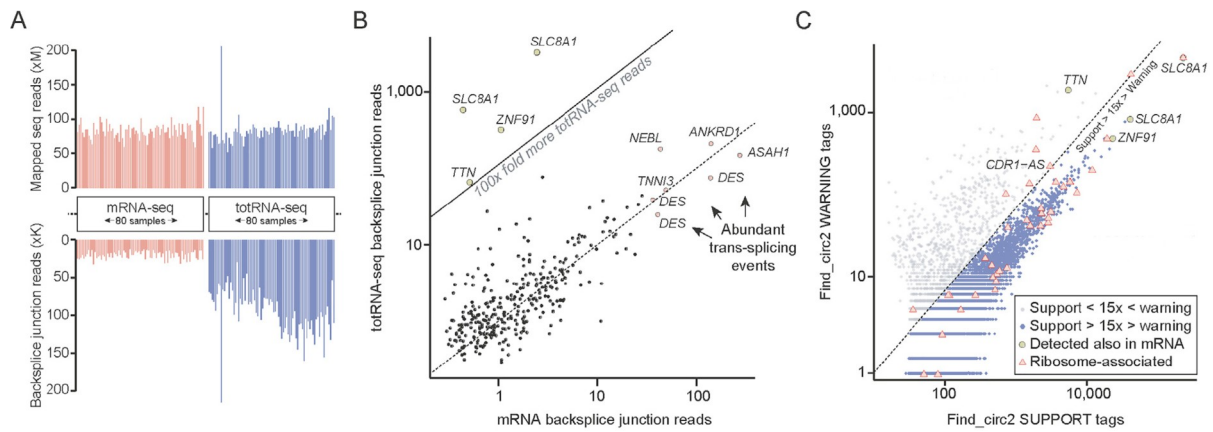 A
Mapped seq reads (xM)
200
150
100
50
0
mRNA-seq
80 samples
totRNA-seq
80 samples
Backsplice junction reads (xK)
0
50
100
150
200
B
totRNA-seq backsplice junction reads
1,000
10
SLC8A1
SLC8A1
ZNF91
TTN
100x fold more totRNA-seq reads
NEBL
ANKRD1
ASAH1
TNNI3
DES
DES
DES
Abundant
trans-splicing
events
1
10
100
mRNA backsplice junction reads
C
Find_circ2 WARNING tags
1,000
10
1
TTN
SLC8A1
SLC8A1
ZNF91
CDR1-AS
Support > 15x > Warning
Support < 15x < warning
Support > 15x > warning
Detected also in mRNA
Ribosome-associated
100
10,000
Find_circ2 SUPPORT tags